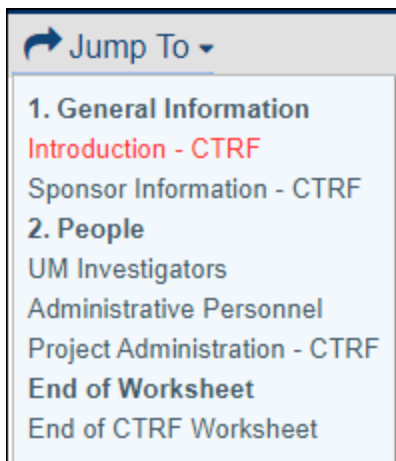 Jump To
1. General Information
Introduction - CTRF
Sponsor Information - CTRF
2. People
UM Investigators
Administrative Personnel
Project Administration - CTRF
End of Worksheet
End of CTRF Worksheet